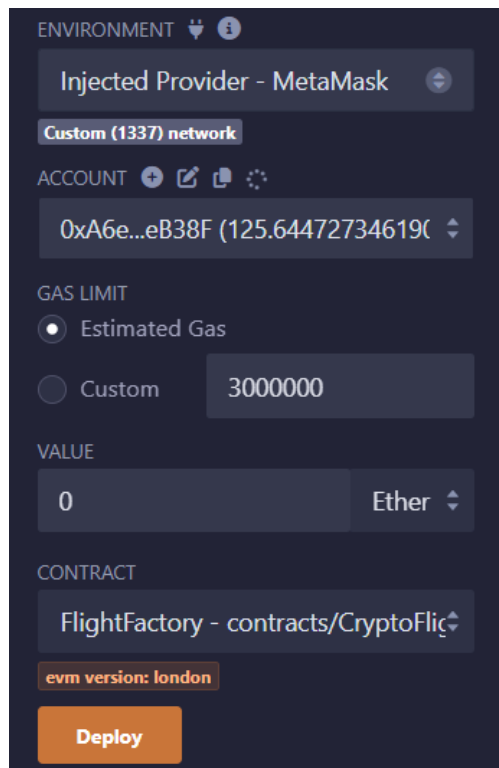 ENVIRONMENT
Injected Provider - MetaMask
Custom (1337) network
ACCOUNT
0xA6e...eB38F (125.64472734619(
GAS LIMIT
Estimated Gas
Custom 3000000
VALUE
0 Ether
CONTRACT
FlightFactory - contracts/CryptoFlig
evm version: london
Deploy